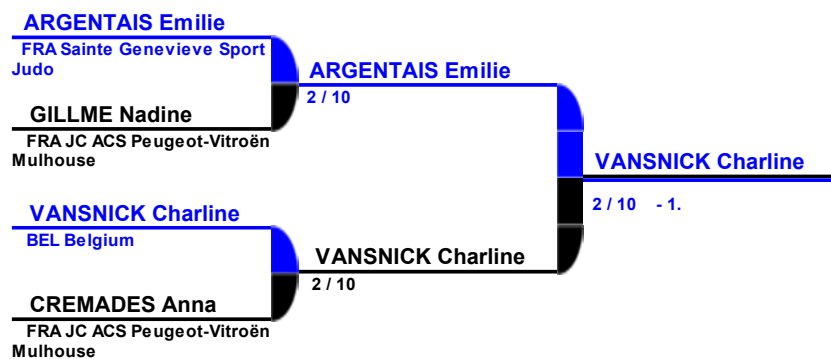 ARGENTAIS Emilie
FRA Sainte Genevieve Sport
Judo
ARGENTAIS Emilie
2 / 10
GILLME Nadine
FRA JC ACS Peugeot-Vitroën
Mulhouse
VANSNICK Charline
2 / 10 - 1.
VANSNICK Charline
BEL Belgium
VANSNICK Charline
2 / 10
CREMADES Anna
FRA JC ACS Peugeot-Vitroën
Mulhouse